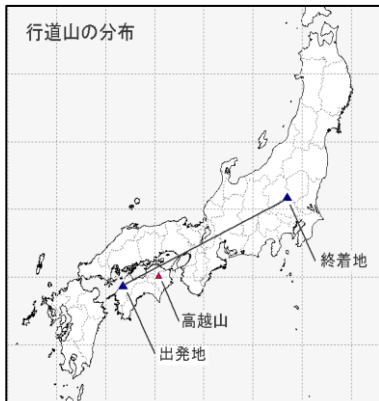 行道山の分布
終着地
高越山
出発地